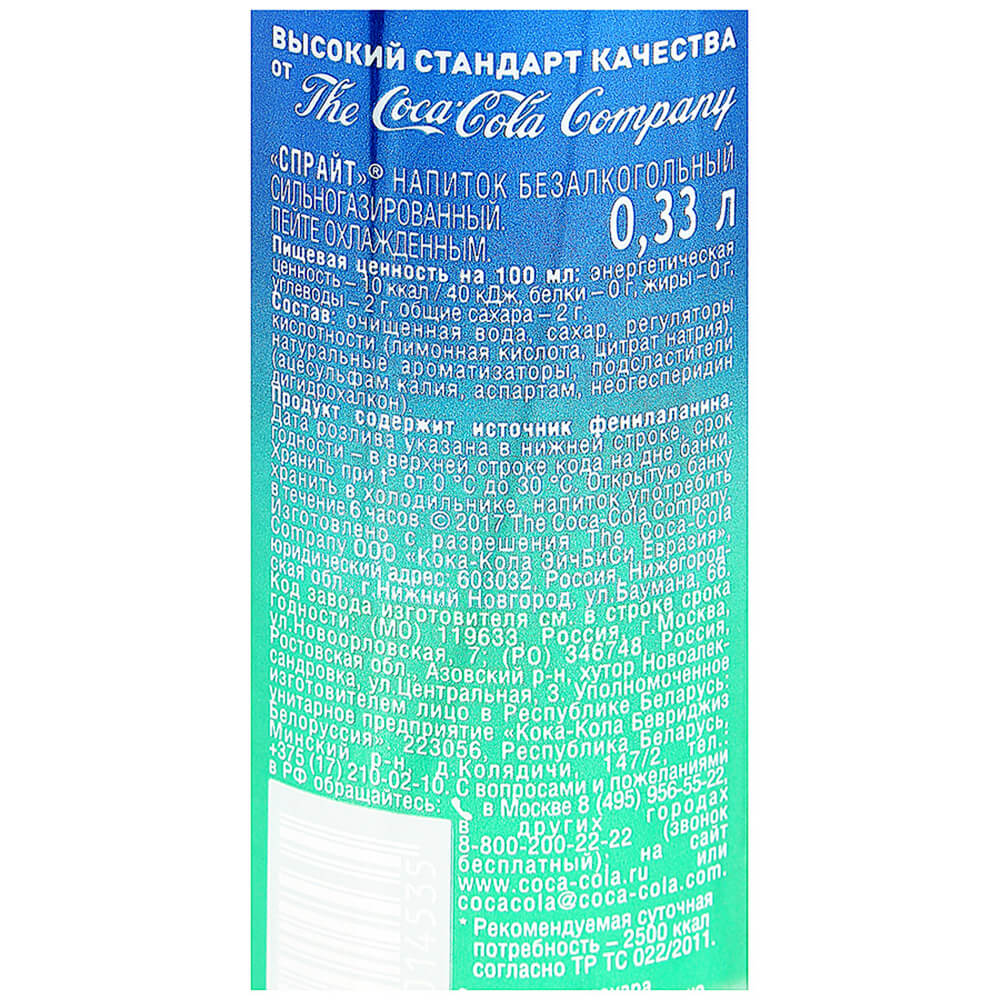 ВЫСОКИЙ СТАНДАРТ КАЧЕСТВА
от The Coca-Cola Company
«СПРАЙТ»® НАПИТОК БЕЗАЛКОГОЛЬНЫЙ
СИЛЬНОГАЗИРОВАННЫЙ.
ПЕЙТЕ ОХЛАЖДЕННЫМ.
0,33 л
Пищевая ценность на 100 мл: энергетическая
ценность – 10 ккал / 40 кДж, белки – 0 г, жиры – 0 г,
углеводы – 2 г, общие сахара – 2 г.
Состав: очищенная вода, сахар, регуляторы
кислотности (лимонная кислота, цитрат натрия),
натуральные ароматизаторы, подсластители
(ацесульфам калия, аспартам, неогесперидин
дигидрохалкон).
Продукт содержит источник фенилаланина.
Дата розлива указана в нижней строке срок
годности – в верхней строке кода на дне банки.
Хранить при t° от 0 °С до 30 °С. Открытую банку
хранить в холодильнике, напиток употребить
в течение 6 часов. © 2017 The Coca-Cola Company.
Изготовлено с разрешения The Coca-Cola
Company ООО «Кока-Кола ЭйчБиСи Евразия»,
юридический адрес: 603032, Россия, Нижегород-
ская обл., г.Нижний Новгород, ул.Баумана, 66.
Код завода изготовителя см. в строке срока
годности: (МО) 119633, Россия, г.Москва,
ул.Новоорловская, 7; (РО) 346748, Россия,
Ростовская обл., Азовский р-н, хутор Новоалек-
сандровка, ул.Центральная, 3. Уполномоченное
изготовителем лицо в Республике Беларусь:
унитарное предприятие «Кока-Кола Бевриджиз
Белоруссия»: 223056, Республика Беларусь,
Минский р-н, д.Колядичи, 147/2, тел.:
+375 (17) 210-02-10. С вопросами и пожеланиями
в РФ обращайтесь: в Москве 8 (495) 956-55-22,
в других городах
8-800-200-22-22 (звонок
бесплатный); на сайт
www.coca-cola.ru или
cocacola@coca-cola.com.
* Рекомендуемая суточная
потребность – 2500 ккал
согласно ТР ТС 022/2011.
014535